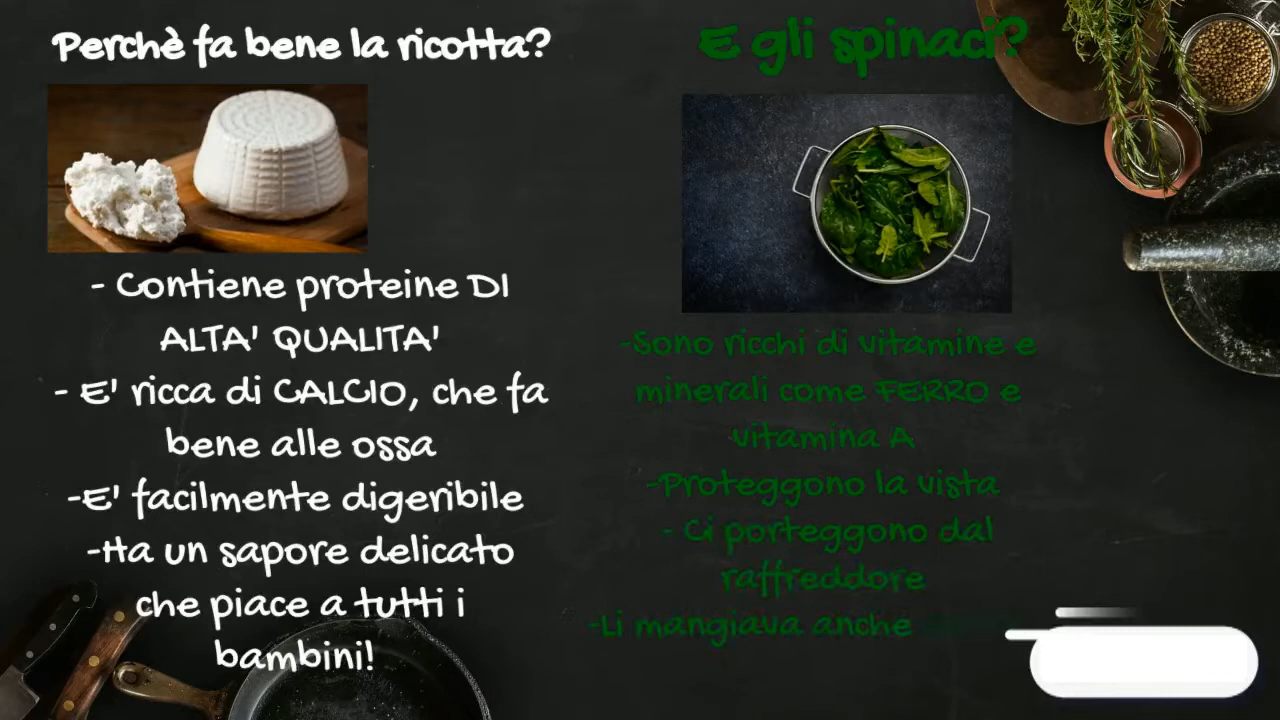 Perchè fa bene la ricotta?
- Contiene proteine DI
ALTA' QUALITA'
- E' ricca di CALCIO, che fa
bene alle ossa
-E' facilmente digeribile
-Ha un sapore delicato
che piace a tutti i
bambini!
E gli spinaci?
-Sono ricchi di vitamine e
minerali come FERRO e
vitamina A
-Proteggono la vista
- Ci porteggono dal
raffreddore
-Li mangiava anche